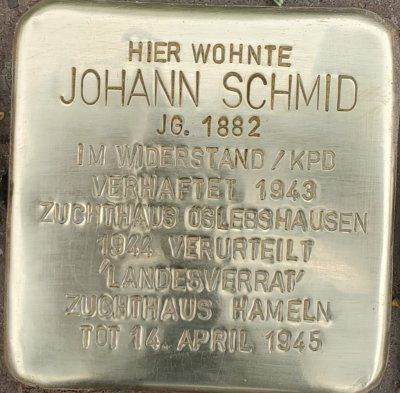 HIER WOHNTE
JOHANN SCHMID
JG. 1882
IM WIDERSTAND / KPD
VERHAFTET 1943
ZUCHTHAUS OSLEBSHAUSEN
1944 VERURTEILT
'LANDESVERRAT'
ZUCHTHAUS HAMELN
TOT 14. APRIL 1945